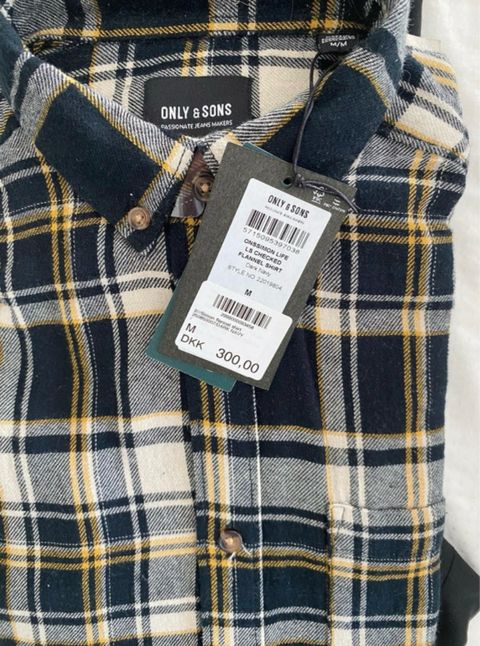 M/M
ONLY & SONS
PASSIONATE JEANS MAKERS
ONLY & SONS
5715095397038
ONSSIMON LIFE
LS CHECKED
FLANNEL SHIRT
Dark Navy
STYLE NO: 22019804
M
M
DKK 300,00